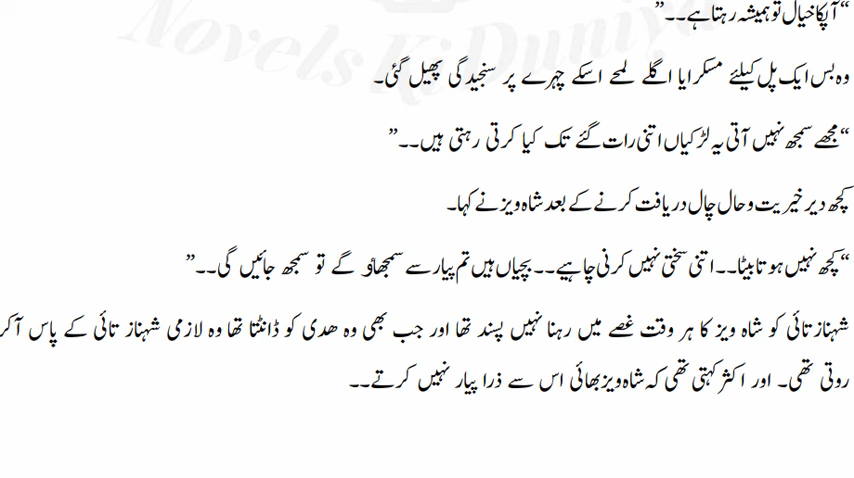 “آپکا خیال تو ہمیشہ رہتا ہے۔۔”
وہ بس ایک پل کیلئے مسکرایا اگلے لمحے اسکے چہرے پر سنجیدگی پھیل گئی۔
“مجھے سمجھ نہیں آتی یہ لڑکیاں اتنی رات گئے تک کیا کرتی رہتی ہیں۔۔”
کچھ دیر خیریت و حال چال دریافت کرنے کے بعد شاہ ویز نے کہا۔
“کچھ نہیں ہوتا بیٹا۔۔ اتنی سختی نہیں کرنی چاہیے۔۔ بچیاں ہیں تم پیار سے سمجھاؤ گے تو سمجھ جائیں گی۔۔”
شہناز تائی کو شاہ ویز کا ہر وقت غصے میں رہنا نہیں پسند تھا اور جب بھی وہ ھدی کو ڈانٹتا تھا وہ لازمی شہناز تائی کے پاس آکر
روتی تھی۔ اور اکثر کہتی تھی کہ شاہ ویز بھائی اس سے ذرا پیار نہیں کرتے۔۔
Novels Ki Duniya